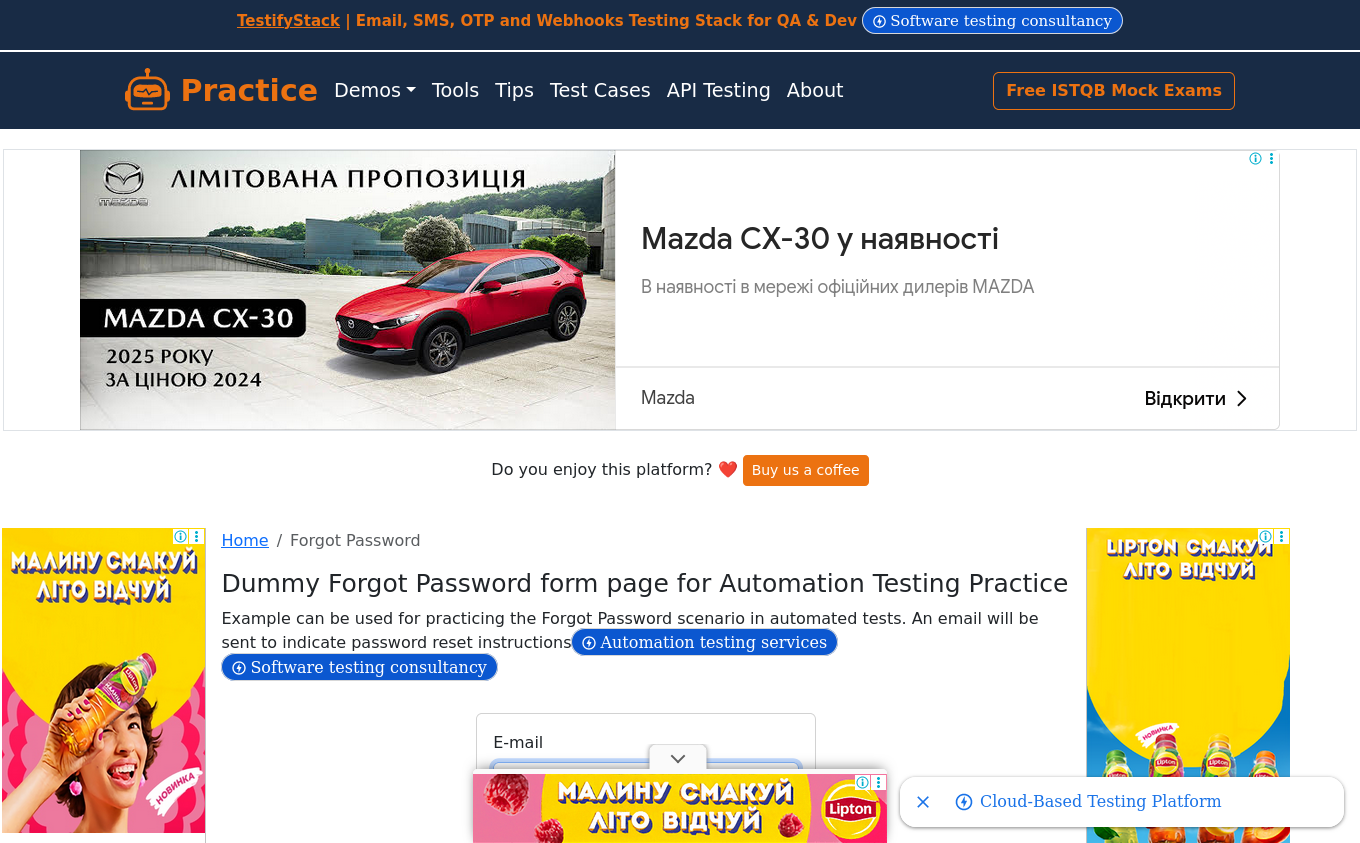 TestifyStack | Email, SMS, OTP and Webhooks Testing Stack for QA & Dev Software testing consultancy
Practice Demos Tools Tips Test Cases API Testing About Free ISTQB Mock Exams
mazda
ЛІМІТОВАНА ПРОПОЗИЦІЯ
MAZDA CX-30
2025 РОКУ
ЗА ЦІНОЮ 2024
Mazda CX-30 у наявності
В наявності в мережі офіційних дилерів MAZDA
Mazda Відкрити
Do you enjoy this platform? ❤️ Buy us a coffee
МАЛИНУ СМАКУЙ
ЛІТО ВІДЧУЙ
Lipton
НОВИНКА
Home / Forgot Password
Dummy Forgot Password form page for Automation Testing Practice
Example can be used for practicing the Forgot Password scenario in automated tests. An email will be
sent to indicate password reset instructions Automation testing services
Software testing consultancy
E-mail
LIPTON СМАКУЙ
ЛІТО ВІДЧУЙ
НОВИНКА
Lipton Lipton Lipton Lipton
МАЛИНУ СМАКУЙ
ЛІТО ВІДЧУЙ
Lipton
Cloud-Based Testing Platform